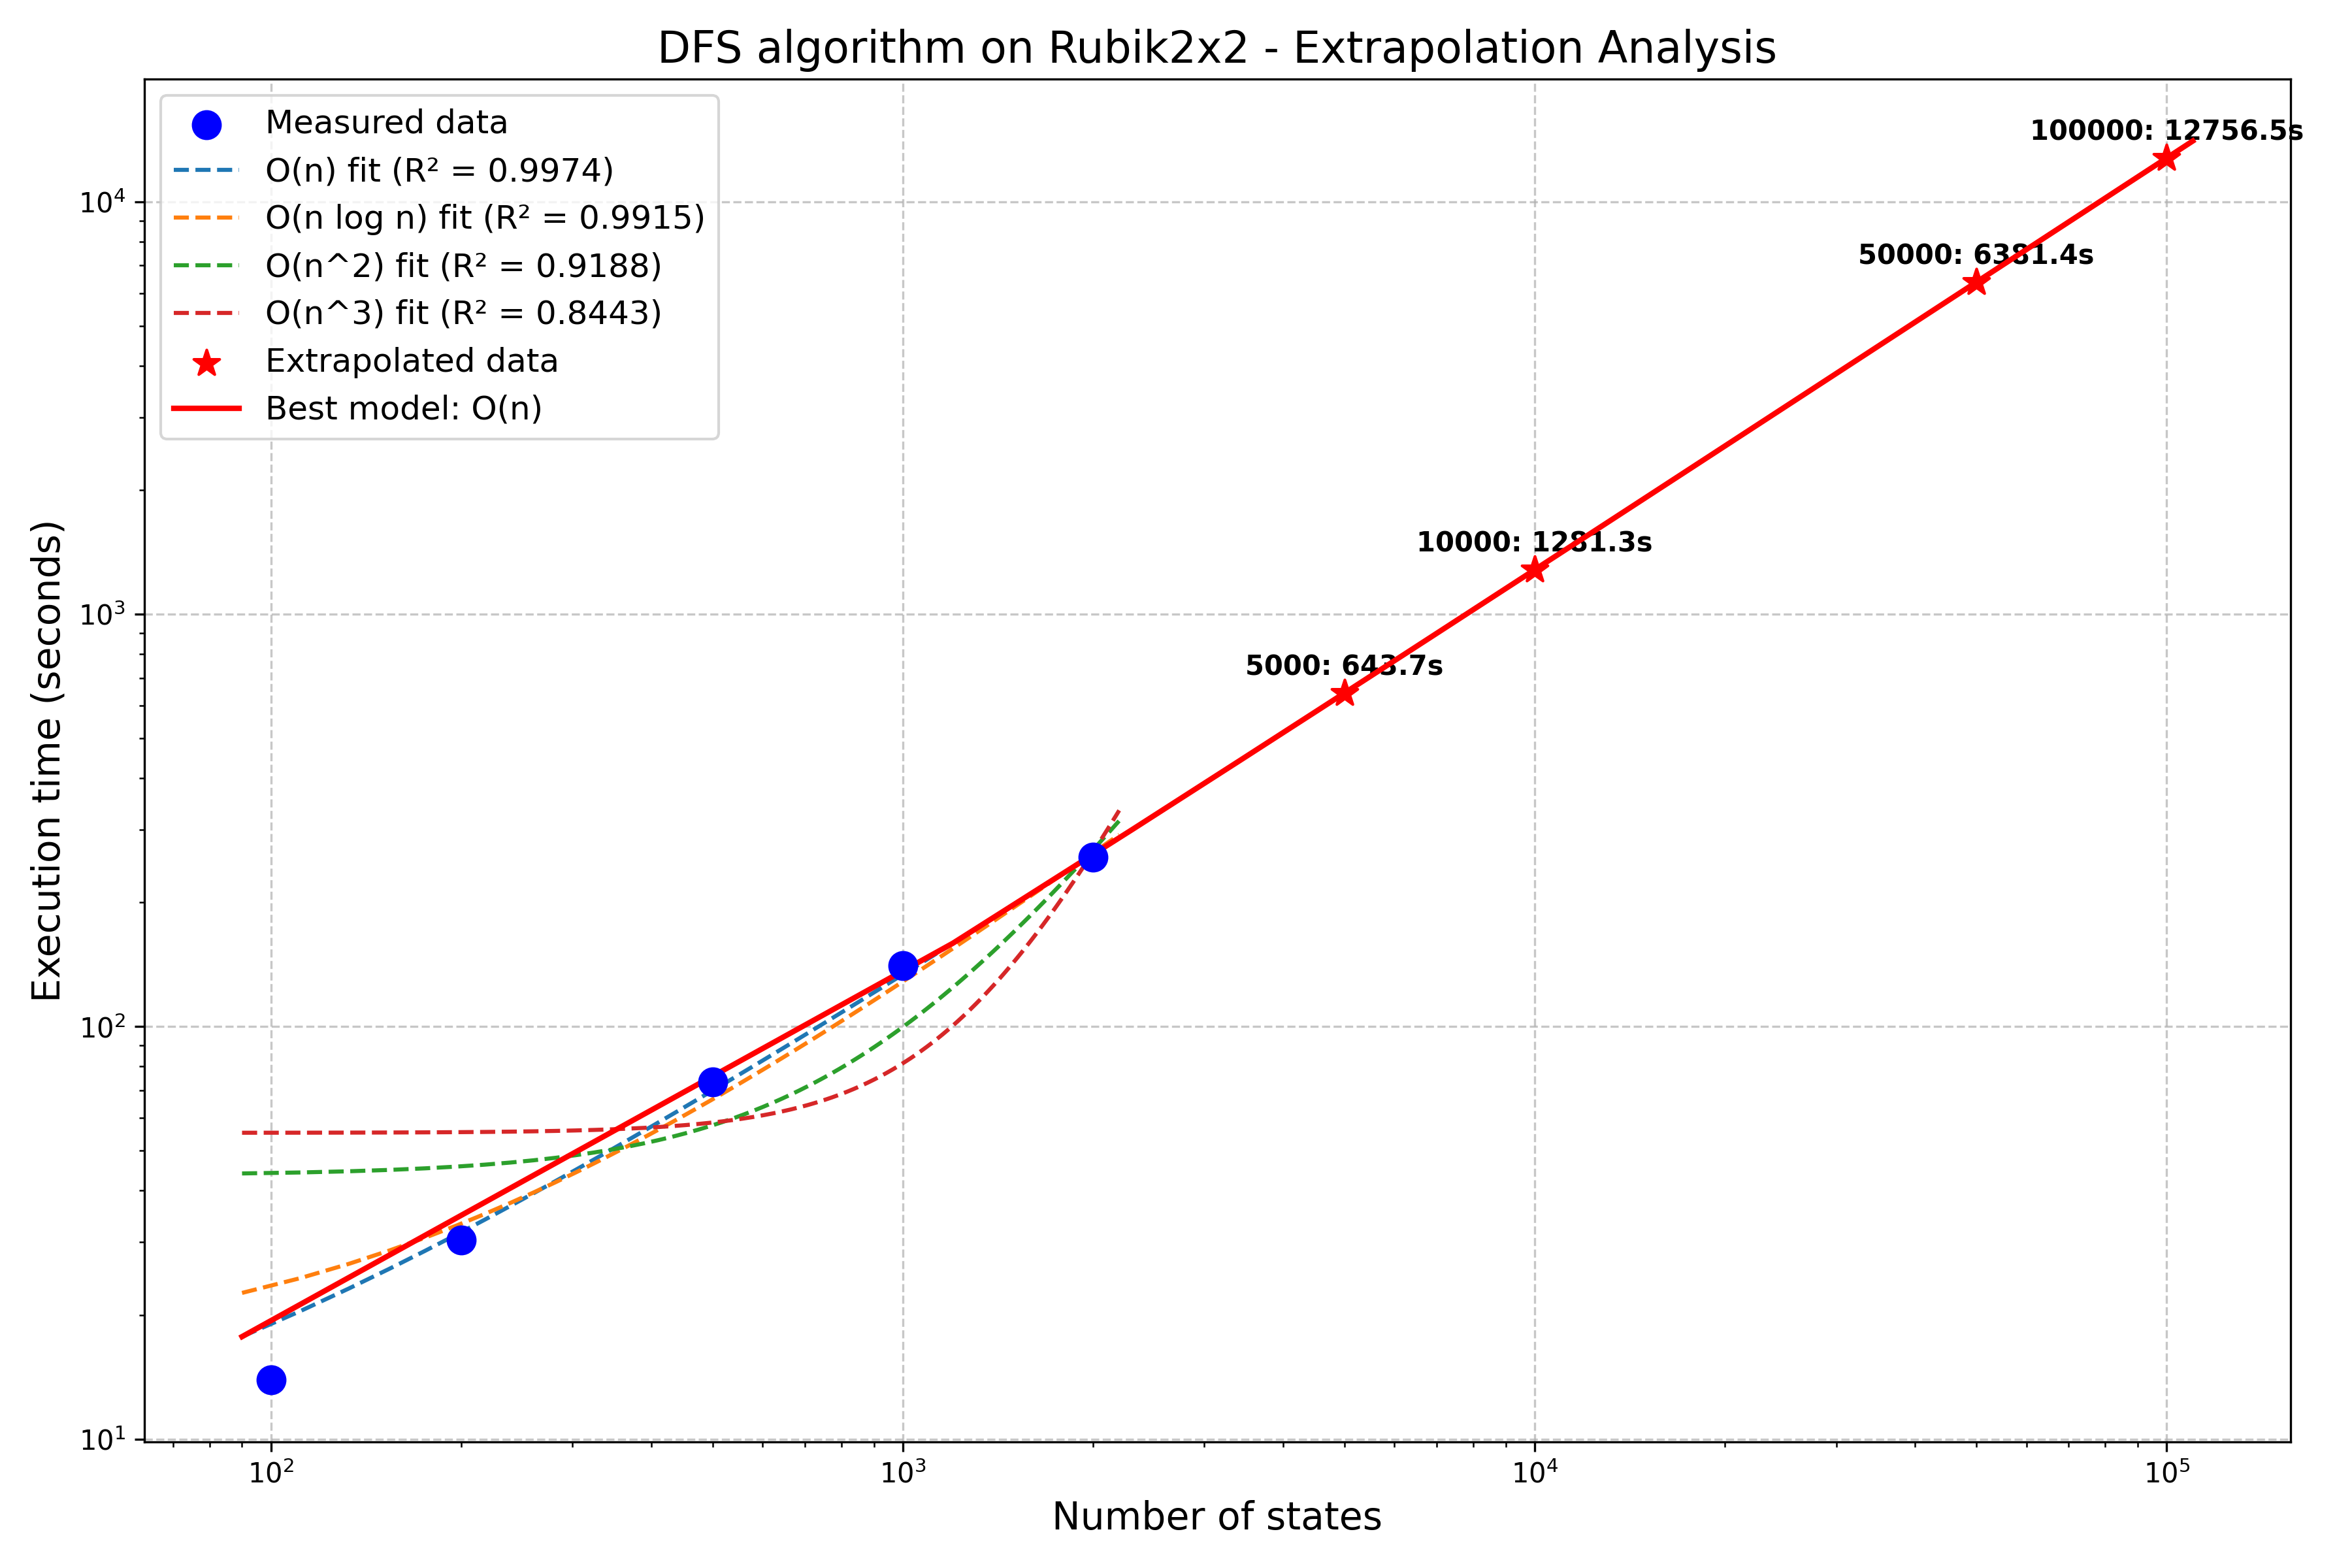 DFS algorithm on Rubik2x2 - Extrapolation Analysis
Measured data
O(n) fit (R² = 0.9974)
O(n log n) fit (R² = 0.9915)
O(n^2) fit (R² = 0.9188)
O(n^3) fit (R² = 0.8443)
Extrapolated data
Best model: O(n)
100000: 12756.5s
50000: 6381.4s
10000: 1281.3s
5000: 643.7s
Execution time (seconds)
10⁴
10³
10²
10¹
10² 10³ 10⁴ 10⁵
Number of states